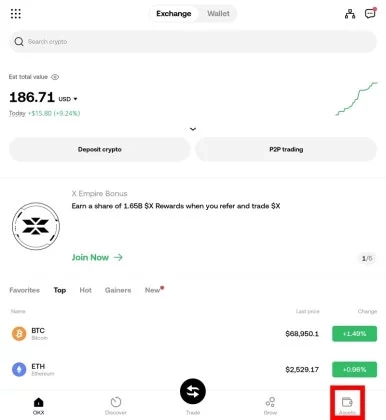 Exchange Wallet
Search crypto
Est total value
186.71 USD
Today +$15.80 (+9.24%)
Deposit crypto P2P trading
X Empire Bonus
Earn a share of 1.65B $X Rewards when you refer and trade $X
Join Now
1/5
Favorites Top Hot Gainers New
Name Last price Change
BTC
Bitcoin
$68,950.1 +1.49%
ETH
Ethereum
$2,529.17 +0.96%
OKX Discover Trade Grow Assets